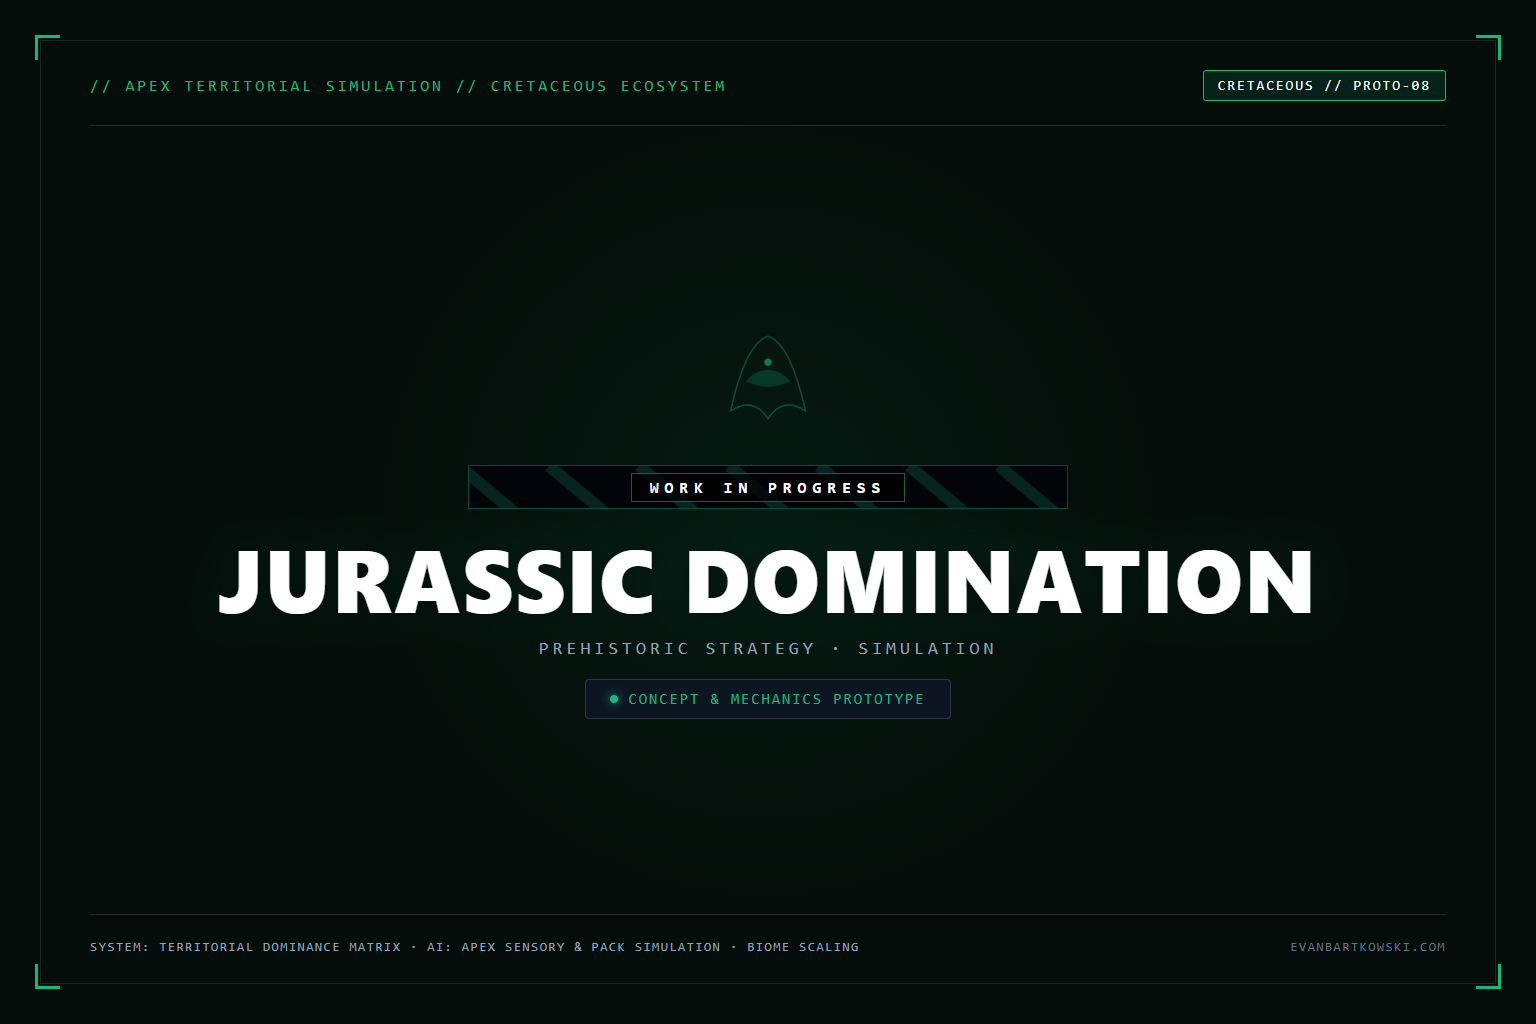 // APEX TERRITORIAL SIMULATION // CRETACEOUS ECOSYSTEM
CRETACEOUS // PROTO-08
WORK IN PROGRESS
JURASSIC DOMINATION
PREHISTORIC STRATEGY · SIMULATION
CONCEPT & MECHANICS PROTOTYPE
SYSTEM: TERRITORIAL DOMINANCE MATRIX · AI: APEX SENSORY & PACK SIMULATION · BIOME SCALING
EVANBARTKOWSKI.COM